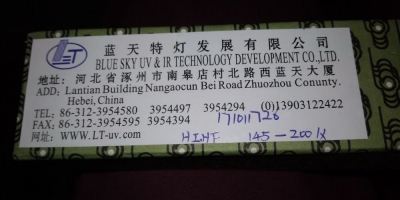 LT
蓝天特灯发展有限公司
BLUE SKY UV & IR TECHNOLOGY DEVELOPMENT CO.,LTD.
地址: 河北省涿州市南皋店村北路西蓝天大厦
ADD: Lantian Building Nangaocun Bei Road Zhuozhou Conunty.
Hebei, China
TEL: 86-312-3954580 3954497 3954294 (0)13903122422
FAX: 86-312-3954595 3954394
171011726
网址: www.LT-uv.com
HIHF 145-200/X